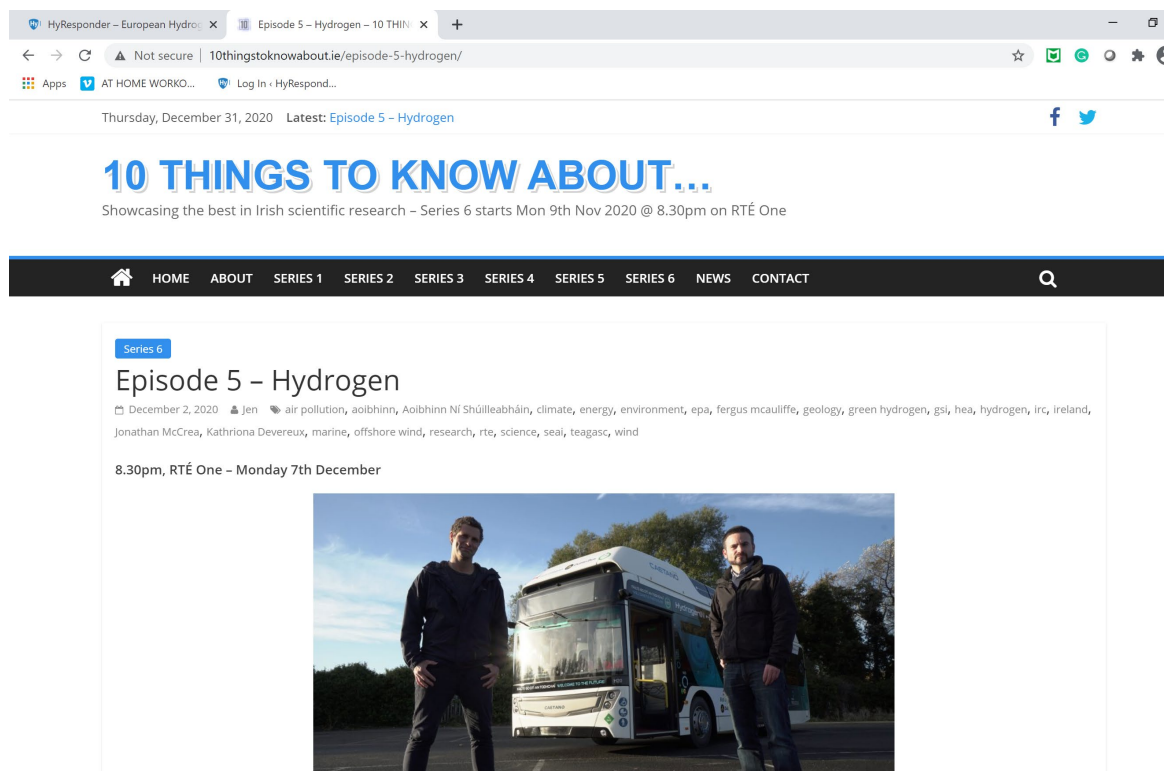 HyResponder – European Hydrog
Episode 5 – Hydrogen – 10 THIN
Not secure | 10thingstoknowabout.ie/episode-5-hydrogen/
Apps AT HOME WORKO... Log In ‹ HyRespond...
Thursday, December 31, 2020 Latest: Episode 5 – Hydrogen
10 THINGS TO KNOW ABOUT...
Showcasing the best in Irish scientific research – Series 6 starts Mon 9th Nov 2020 @ 8.30pm on RTÉ One
HOME ABOUT SERIES 1 SERIES 2 SERIES 3 SERIES 4 SERIES 5 SERIES 6 NEWS CONTACT
Series 6
Episode 5 – Hydrogen
December 2, 2020 Jen air pollution, aoibhinn, Aoibhinn Ní Shúilleabháin, climate, energy, environment, epa, fergus mcauliffe, geology, green hydrogen, gsi, hea, hydrogen, irc, ireland,
Jonathan McCrea, Kathriona Devereux, marine, offshore wind, research, rte, science, seai, teagasc, wind
8.30pm, RTÉ One – Monday 7th December
CAETANO
CAETANO